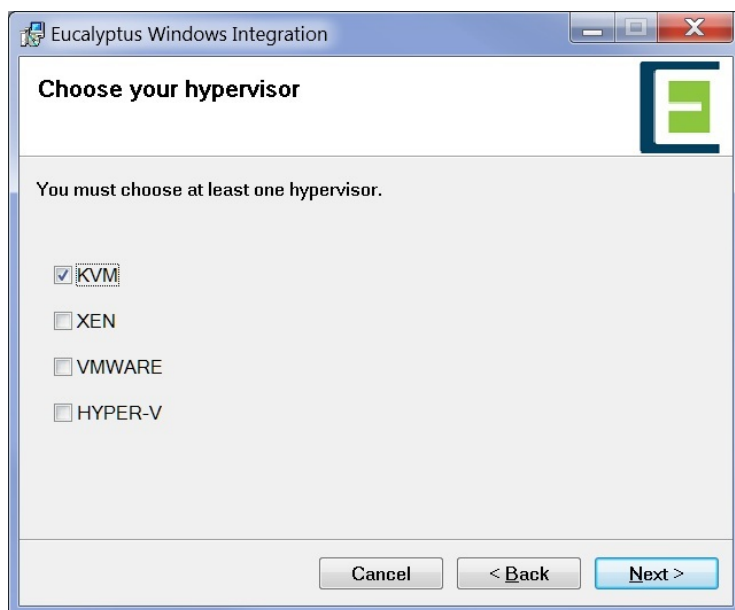 Eucalyptus Windows Integration
Choose your hypervisor
You must choose at least one hypervisor.
KVM
XEN
VMWARE
HYPER-V
Cancel < Back Next >